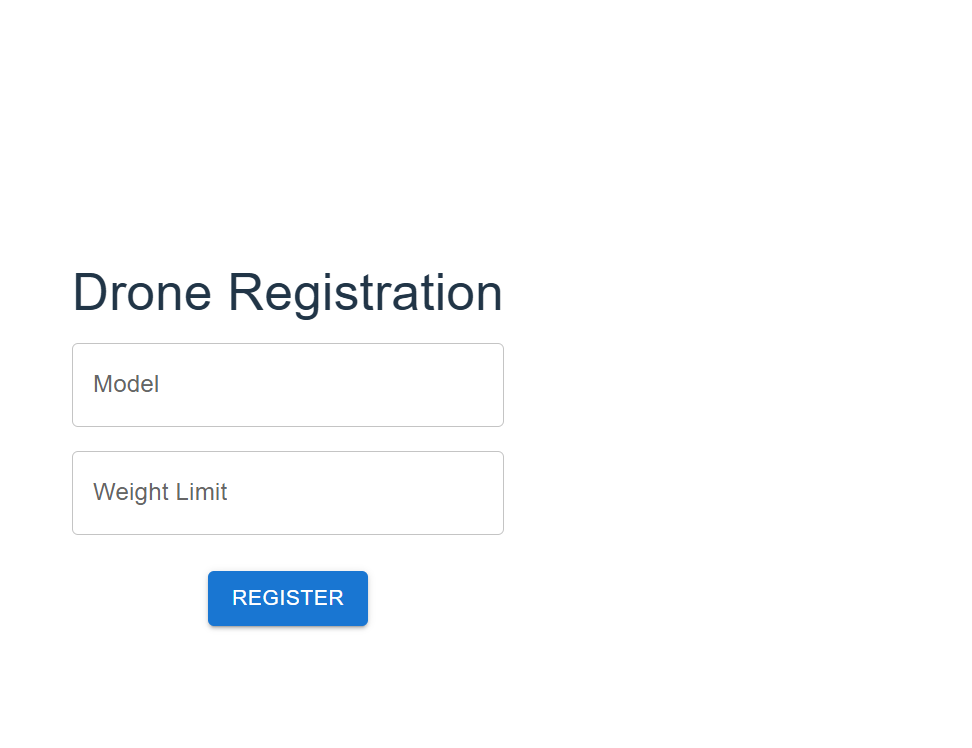 Drone Registration
Model
Weight Limit
REGISTER